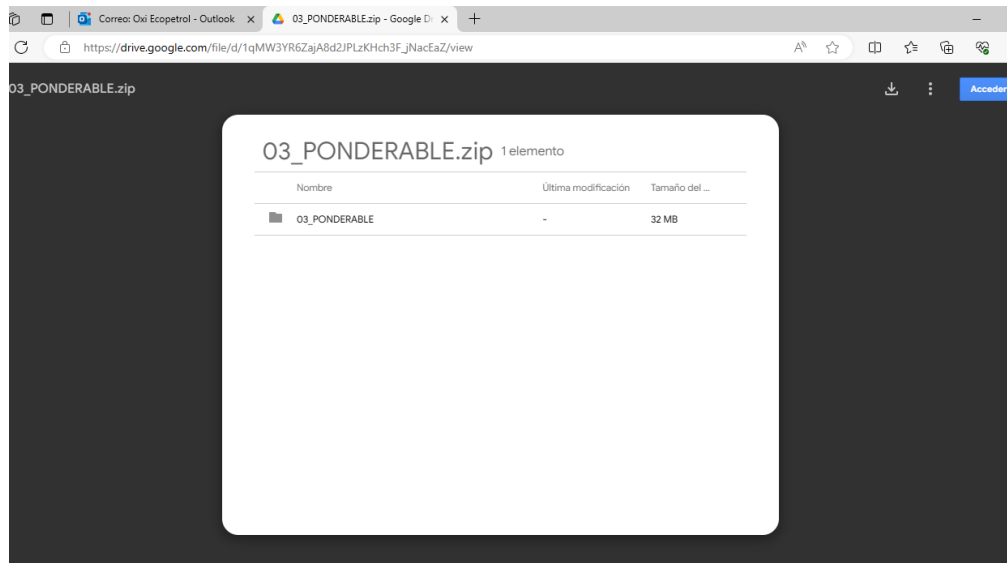 Correo: Oxi Ecopetrol - Outlook
03_PONDERABLE.zip - Google Dr
https://drive.google.com/file/d/1qMW3YR6ZajA8d2JPLzKHch3F_jNacEaZ/view
03_PONDERABLE.zip
Acceder
03_PONDERABLE.zip 1 elemento
Nombre Última modificación Tamaño del ...
03_PONDERABLE - 32 MB